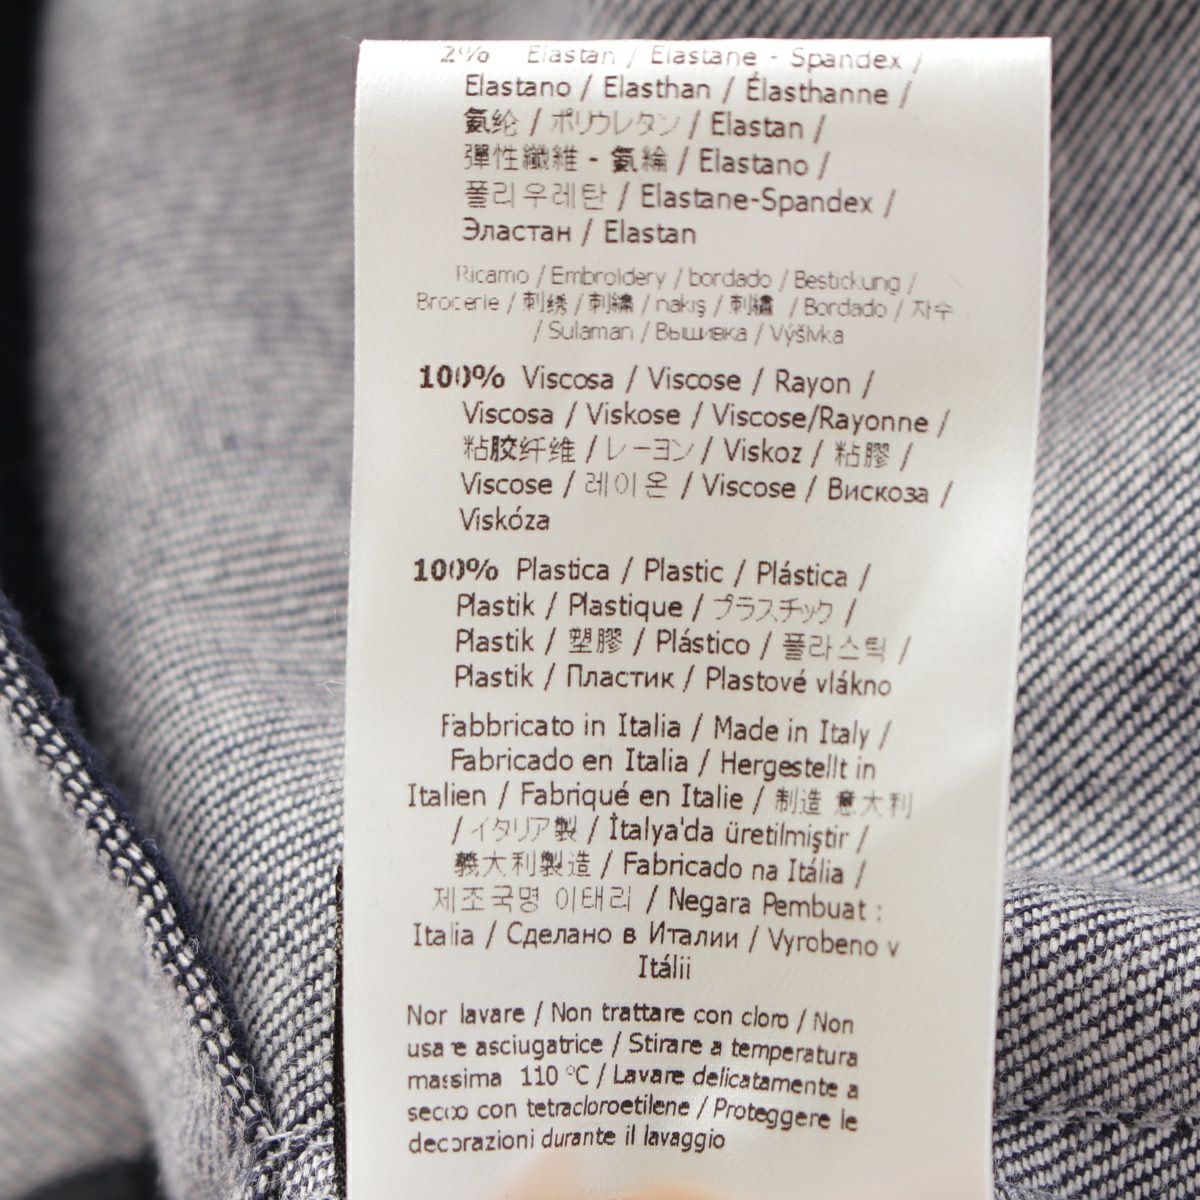 2% Elastan / Elastane - Spandex /
Elastano / Elasthan / Élasthanne /
氨纶 / ポリウレタン / Elastan /
彈性纖維 - 氨綸 / Elastano /
폴리우레탄 / Elastane-Spandex /
Эластан / Elastan
Ricamo / Embroidery / bordado / Bestickung /
Broderie / 刺绣 / 刺繍 / nakış / 刺繡 / Bordado / 자수
/ Sulaman / Вышивка / Výšivka
100% Viscosa / Viscose / Rayon /
Viscosa / Viskose / Viscose/Rayonne /
粘胶纤维 / レーヨン / Viskoz / 粘膠 /
Viscose / 레이온 / Viscose / Вискоза /
Viskóza
100% Plastica / Plastic / Plástica /
Plastik / Plastique / プラスチック /
Plastik / 塑膠 / Plástico / 플라스틱 /
Plastik / Пластик / Plastové vlákno
Fabbricato in Italia / Made in Italy /
Fabricado en Italia / Hergestellt in
Italien / Fabriqué en Italie / 制造 意大利
/ イタリア製 / İtalya'da üretilmiştir /
義大利製造 / Fabricado na Itália /
제조국명 이태리 / Negara Pembuat :
Italia / Сделано в Италии / Vyrobeno v
Itálii
Non lavare / Non trattare con cloro / Non
usare asciugatrice / Stirare a temperatura
massima 110 °C / Lavare delicatamente a
secco con tetracloroetilene / Proteggere le
decorazioni durante il lavaggio